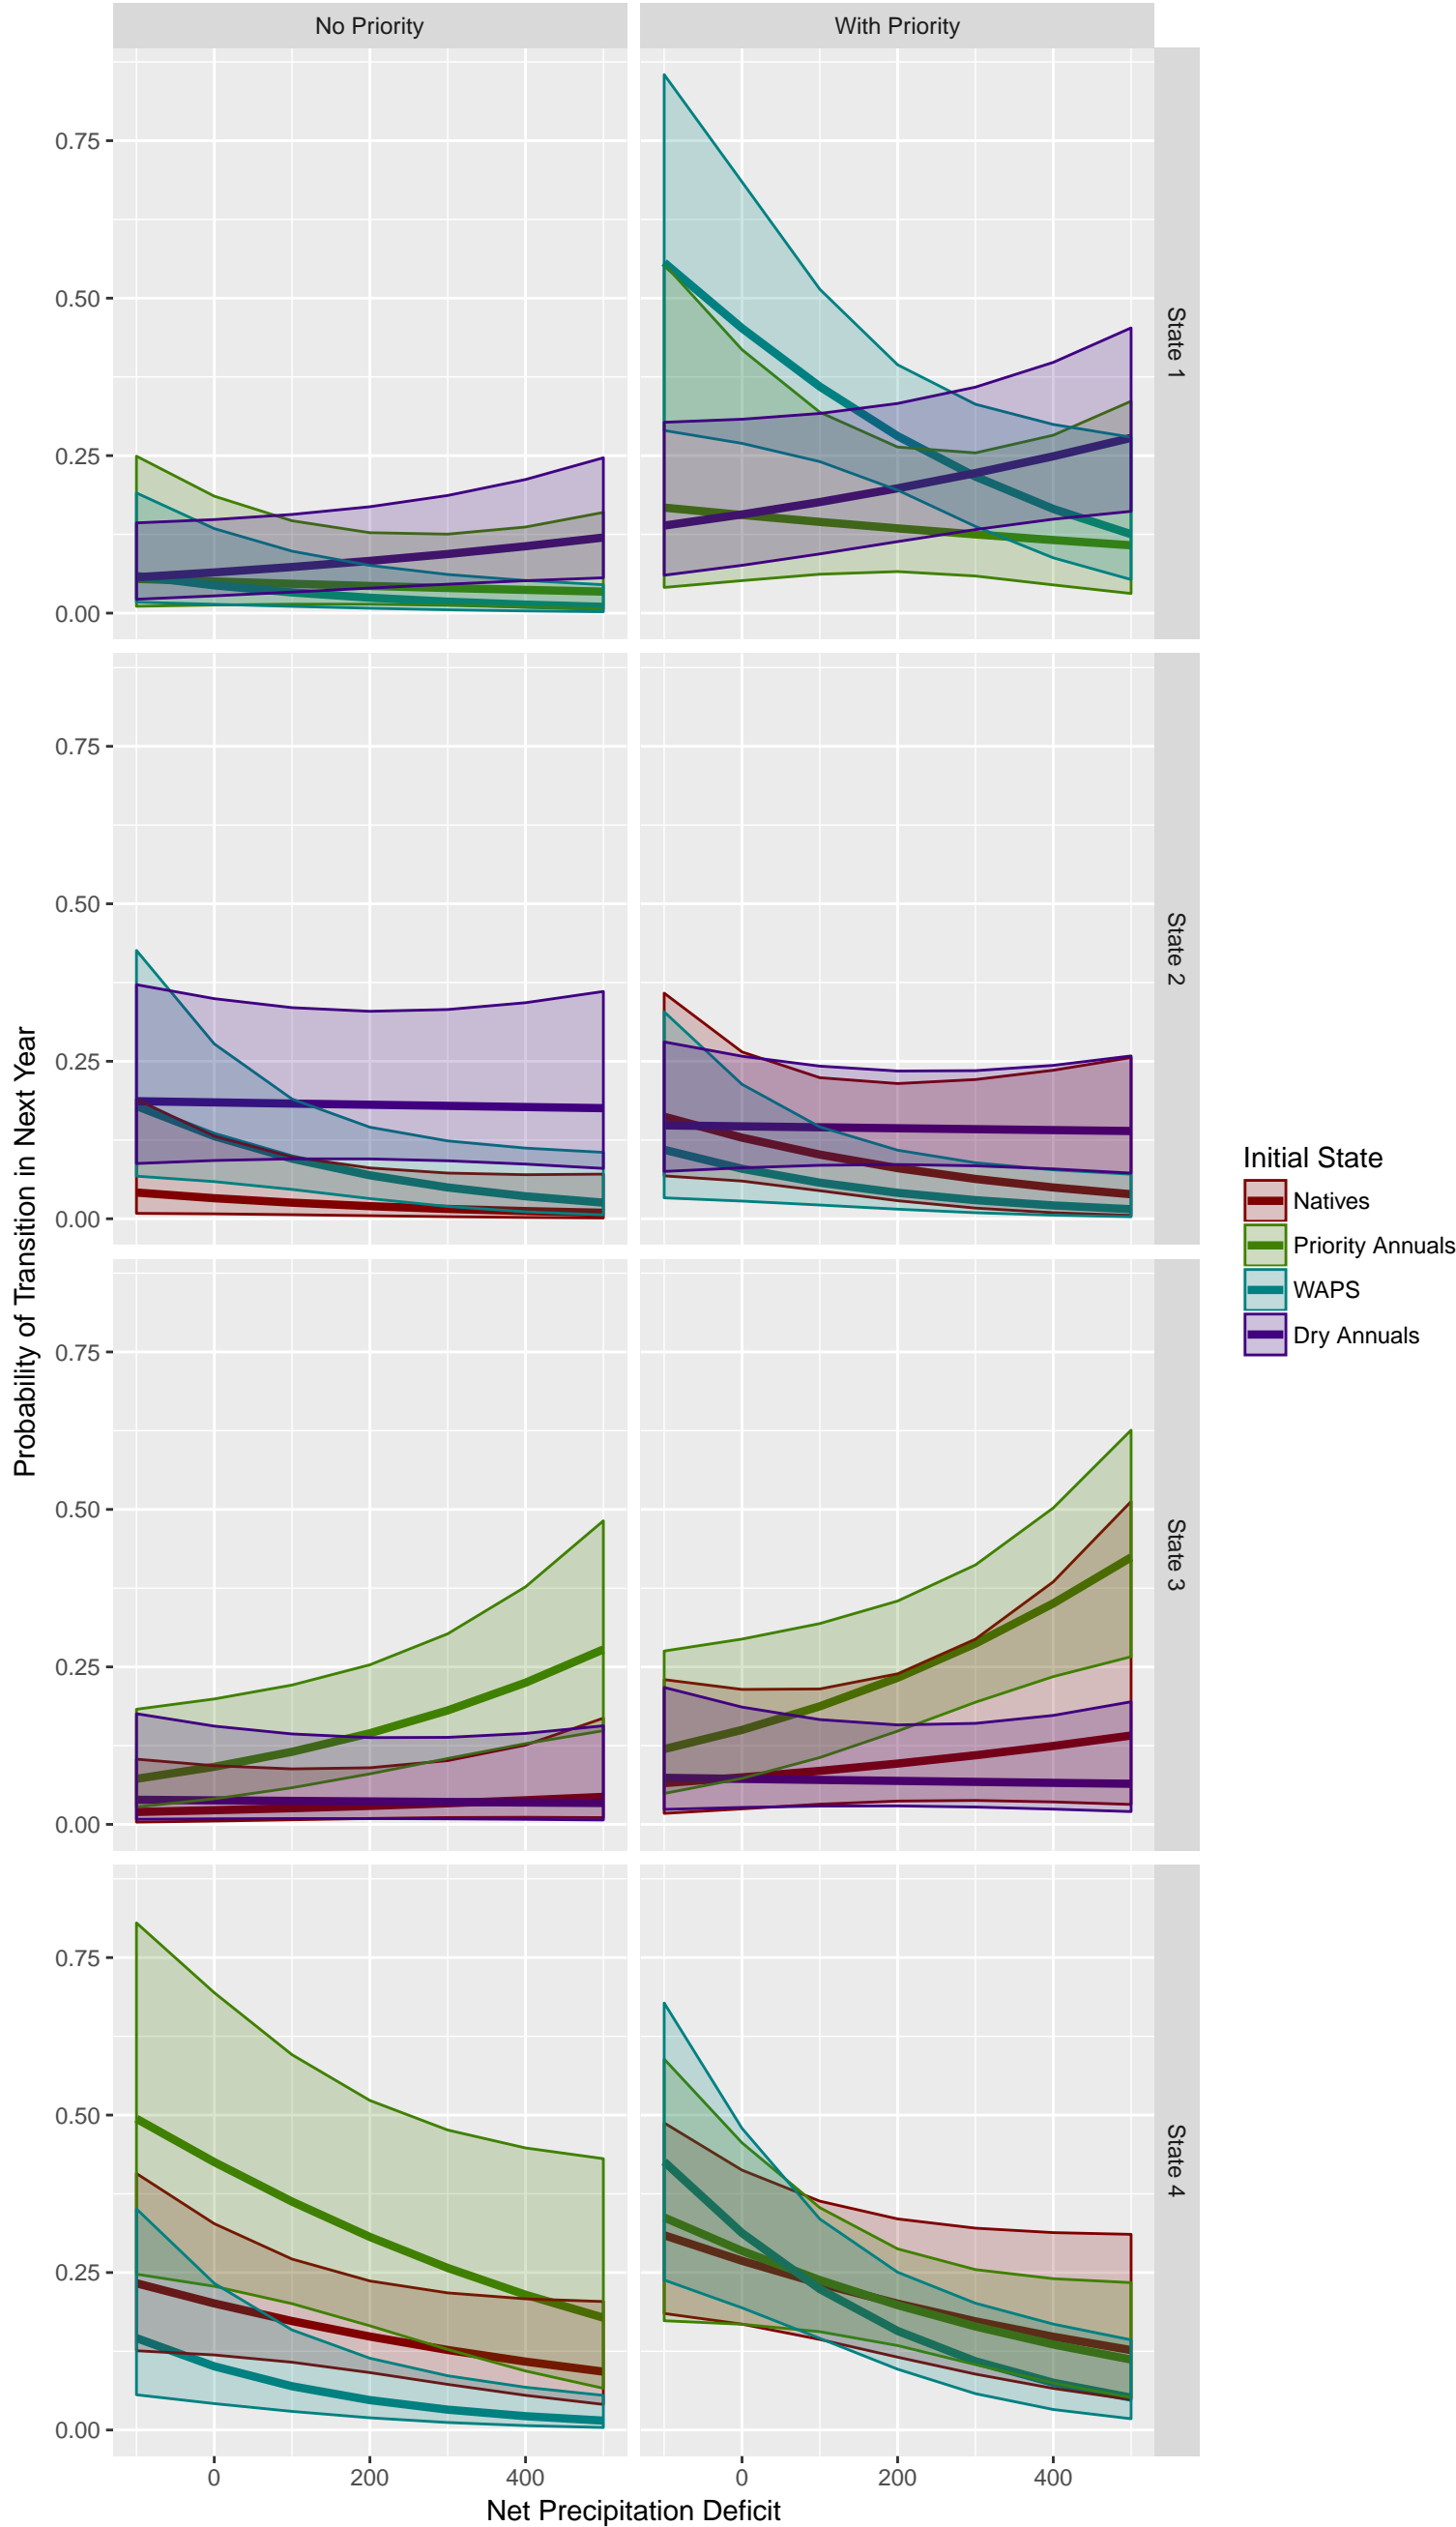 No Priority
With Priority
0.75
0.50
0.25
0.00
State 1
0.75
0.50
0.25
0.00
State 2
0.75
0.50
0.25
0.00
State 3
0.75
0.50
0.25
0.00
State 4
0
200
400
0
200
400
Net Precipitation Deficit
Probability of Transition in Next Year
Initial State
Natives
Priority Annuals
WAPS
Dry Annuals